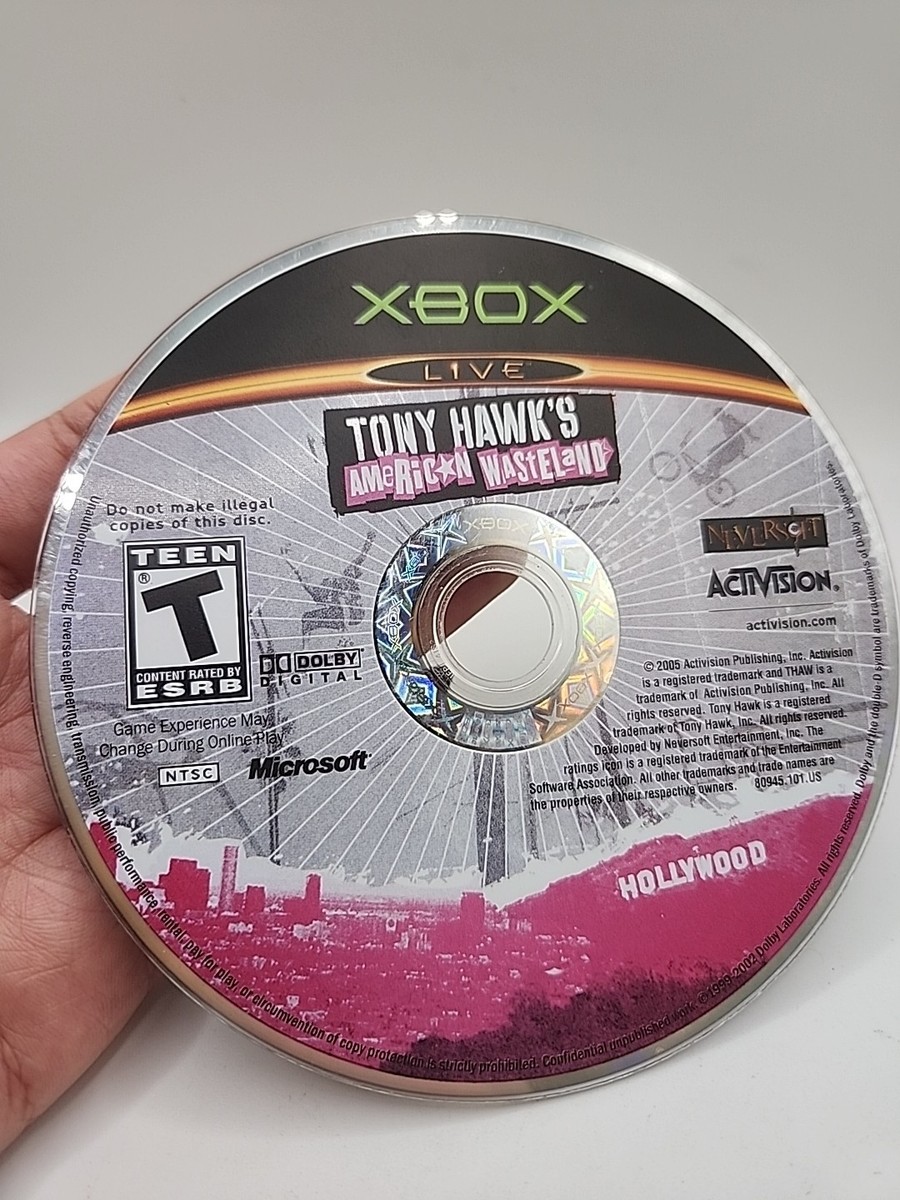 XBOX
LIVE
TONY HAWK'S
AMERICAN WASTELAND
XBOX
Do not make illegal
copies of this disc.
TEEN
®
T
CONTENT RATED BY
ESRB
DOLBY
DIGITAL
Game Experience May
Change During Online Play
NTSC
Microsoft®
NEVERSOFT
ACTIVISION®
activision.com
© 2005 Activision Publishing, Inc. Activision
is a registered trademark and THAW is a
trademark of Activision Publishing, Inc. All
rights reserved. Tony Hawk is a registered
trademark of Tony Hawk, Inc. All rights reserved.
Developed by Neversoft Entertainment, Inc. The
ratings icon is a registered trademark of the Entertainment
Software Association. All other trademarks and trade names are
the properties of their respective owners. 80945.101.US
HOLLYWOOD
Unauthorized copying, reverse engineering, transmission, public performance, rental, pay for play, or circumvention of copy protection is strictly prohibited. Confidential unpublished work. ©1999-2002 Dolby Laboratories. All rights reserved. Dolby and the double-D symbol are trademarks of Dolby Laboratories.